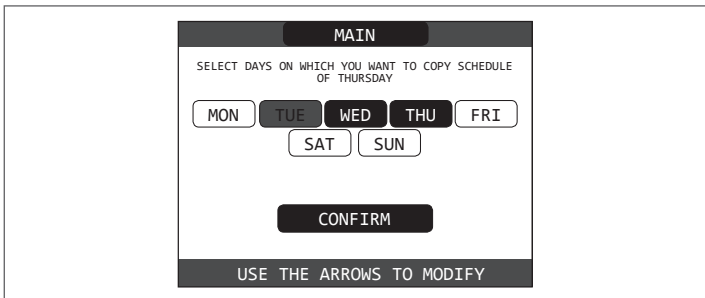 MAIN
SELECT DAYS ON WHICH YOU WANT TO COPY SCHEDULE
OF THURSDAY
MON TUE WED THU FRI
SAT SUN
CONFIRM
USE THE ARROWS TO MODIFY